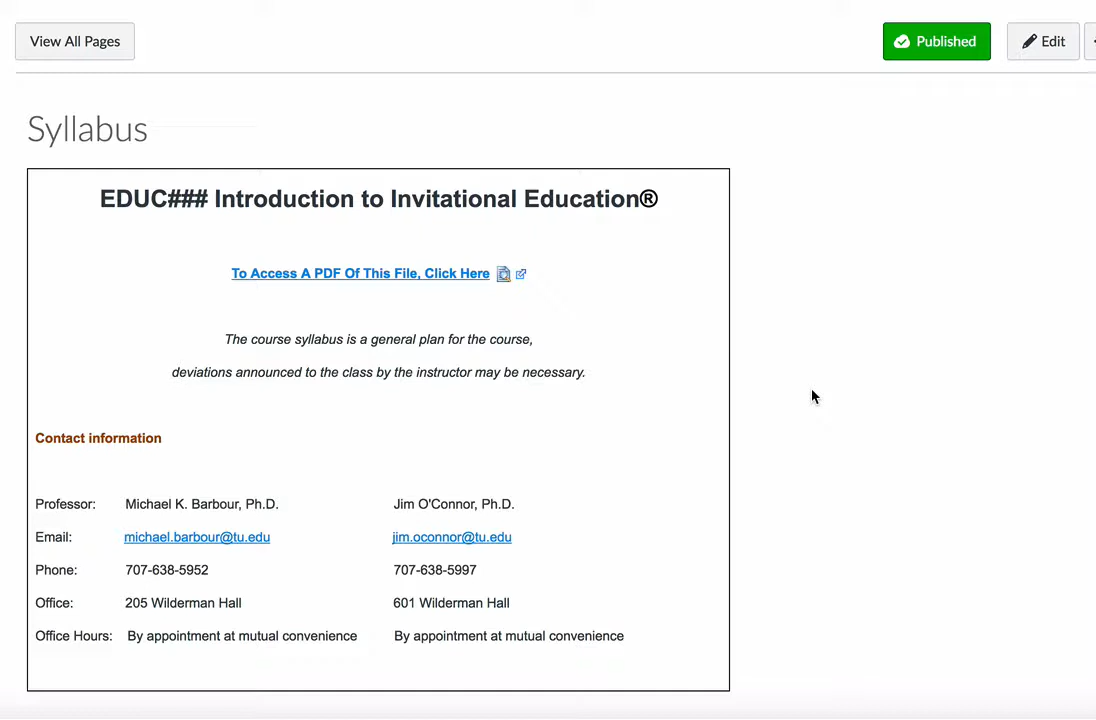 View All Pages
Published
Edit
Syllabus
EDUC### Introduction to Invitational Education®
To Access A PDF Of This File, Click Here
The course syllabus is a general plan for the course,
deviations announced to the class by the instructor may be necessary.
Contact information
Professor: Michael K. Barbour, Ph.D. Jim O'Connor, Ph.D.
Email: michael.barbour@tu.edu jim.oconnor@tu.edu
Phone: 707-638-5952 707-638-5997
Office: 205 Wilderman Hall 601 Wilderman Hall
Office Hours: By appointment at mutual convenience By appointment at mutual convenience